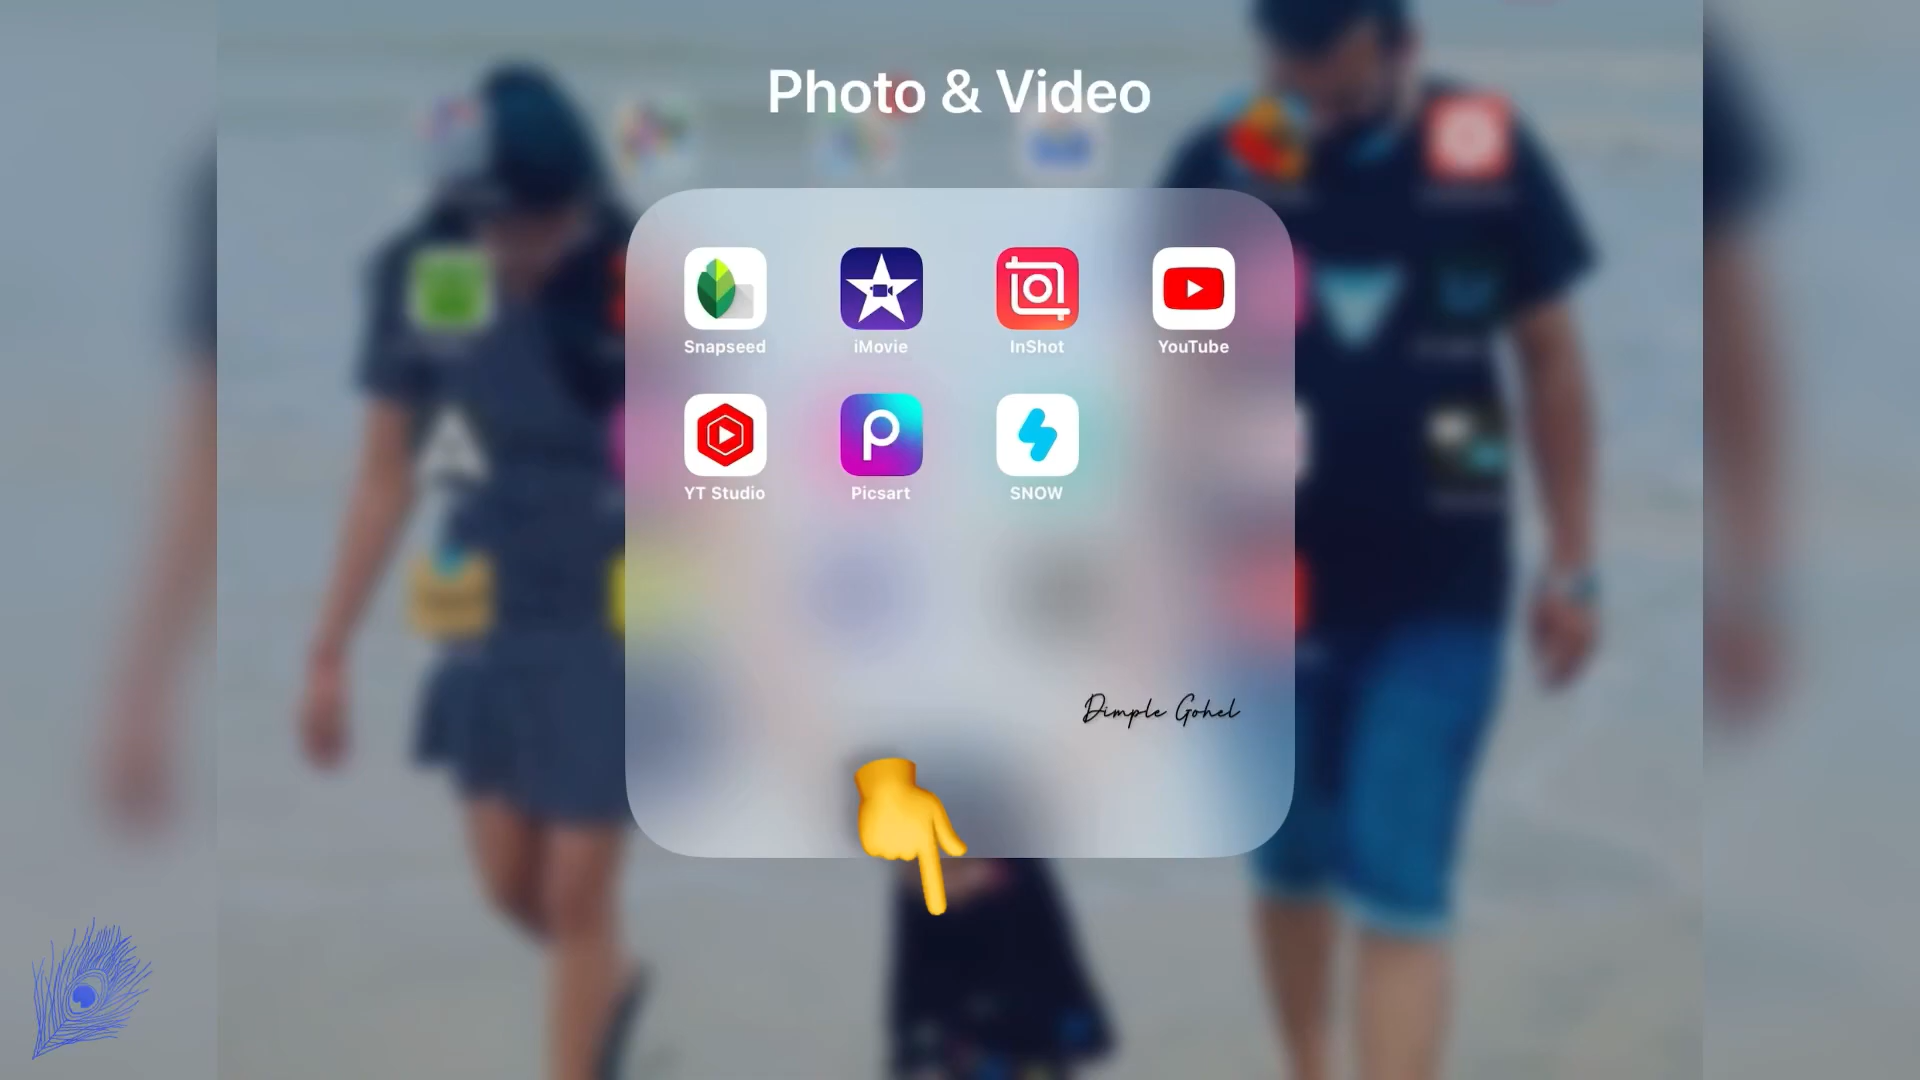 Photo & Video
Snapseed
iMovie
InShot
YouTube
YT Studio
Picsart
SNOW
Dimple Gohel